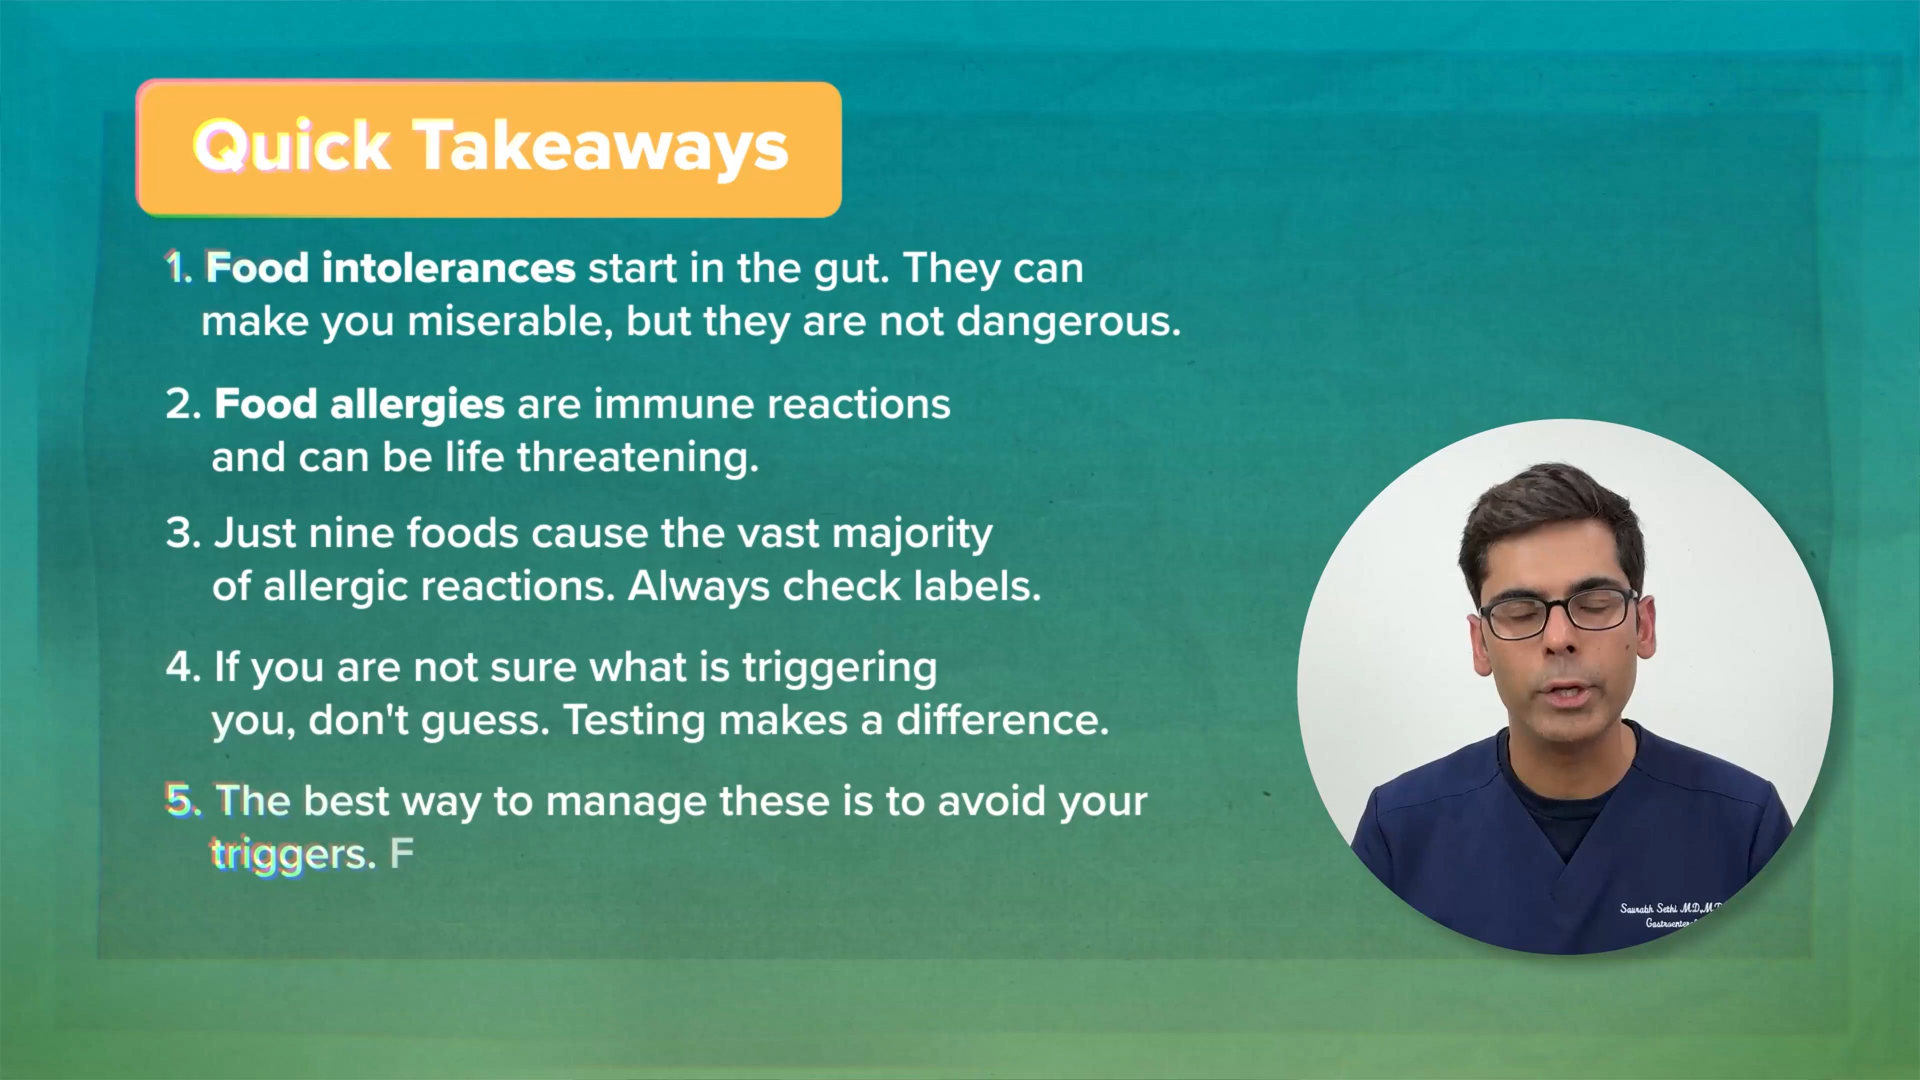 Quick Takeaways
1. Food intolerances start in the gut. They can
make you miserable, but they are not dangerous.
2. Food allergies are immune reactions
and can be life threatening.
3. Just nine foods cause the vast majority
of allergic reactions. Always check labels.
4. If you are not sure what is triggering
you, don't guess. Testing makes a difference.
5. The best way to manage these is to avoid your
triggers. F
Saurabh Sethi M.D., M.P
Gastroenter